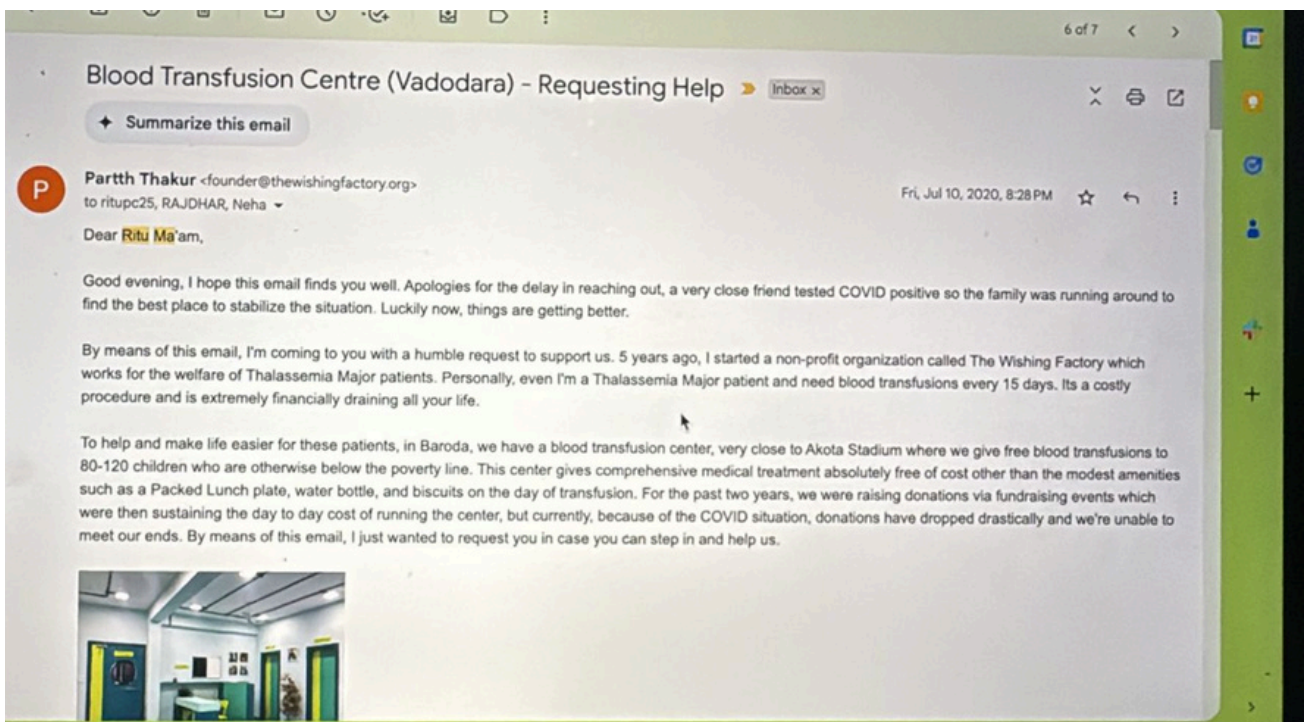 6 of 7
Blood Transfusion Centre (Vadodara) - Requesting Help
Inbox x
Summarize this email
P
Partth Thakur <founder@thewishingfactory.org>
Fri, Jul 10, 2020, 8:28 PM
to ritupc25, RAJDHAR, Neha
Dear Ritu Ma'am,
Good evening, I hope this email finds you well. Apologies for the delay in reaching out, a very close friend tested COVID positive so the family was running around to
find the best place to stabilize the situation. Luckily now, things are getting better.
By means of this email, I'm coming to you with a humble request to support us. 5 years ago, I started a non-profit organization called The Wishing Factory which
works for the welfare of Thalassemia Major patients. Personally, even I'm a Thalassemia Major patient and need blood transfusions every 15 days. Its a costly
procedure and is extremely financially draining all your life.
To help and make life easier for these patients, in Baroda, we have a blood transfusion center, very close to Akota Stadium where we give free blood transfusions to
80-120 children who are otherwise below the poverty line. This center gives comprehensive medical treatment absolutely free of cost other than the modest amenities
such as a Packed Lunch plate, water bottle, and biscuits on the day of transfusion. For the past two years, we were raising donations via fundraising events which
were then sustaining the day to day cost of running the center, but currently, because of the COVID situation, donations have dropped drastically and we're unable to
meet our ends. By means of this email, I just wanted to request you in case you can step in and help us.